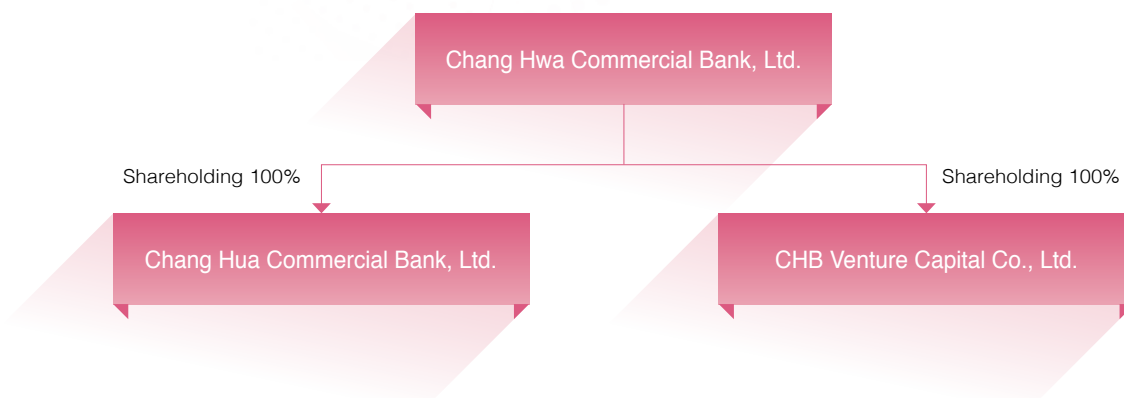 Chang Hwa Commercial Bank, Ltd.
Shareholding 100%
Shareholding 100%
Chang Hua Commercial Bank, Ltd.
CHB Venture Capital Co., Ltd.